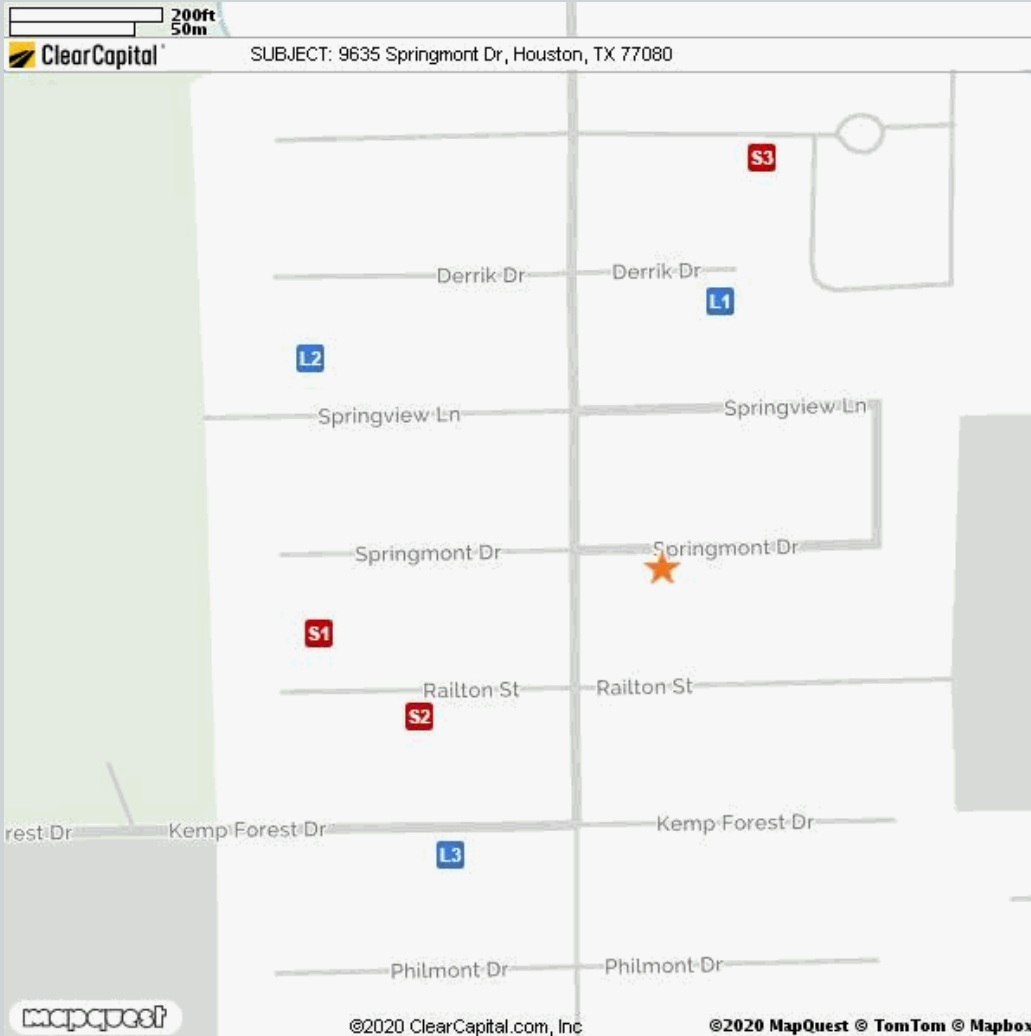 200ft
50m
ClearCapital
SUBJECT: 9635 Springmont Dr, Houston, TX 77080
S3
Derrik Dr
Derrik Dr
L1
L2
Springview Ln
Springview Ln
Springmont Dr
Springmont Dr
S1
Railton St
Railton St
S2
rest Dr
Kemp Forest Dr
Kemp Forest Dr
L3
Philmont Dr
Philmont Dr
mapquest
©2020 ClearCapital.com, Inc
©2020 MapQuest © TomTom © Mapbox